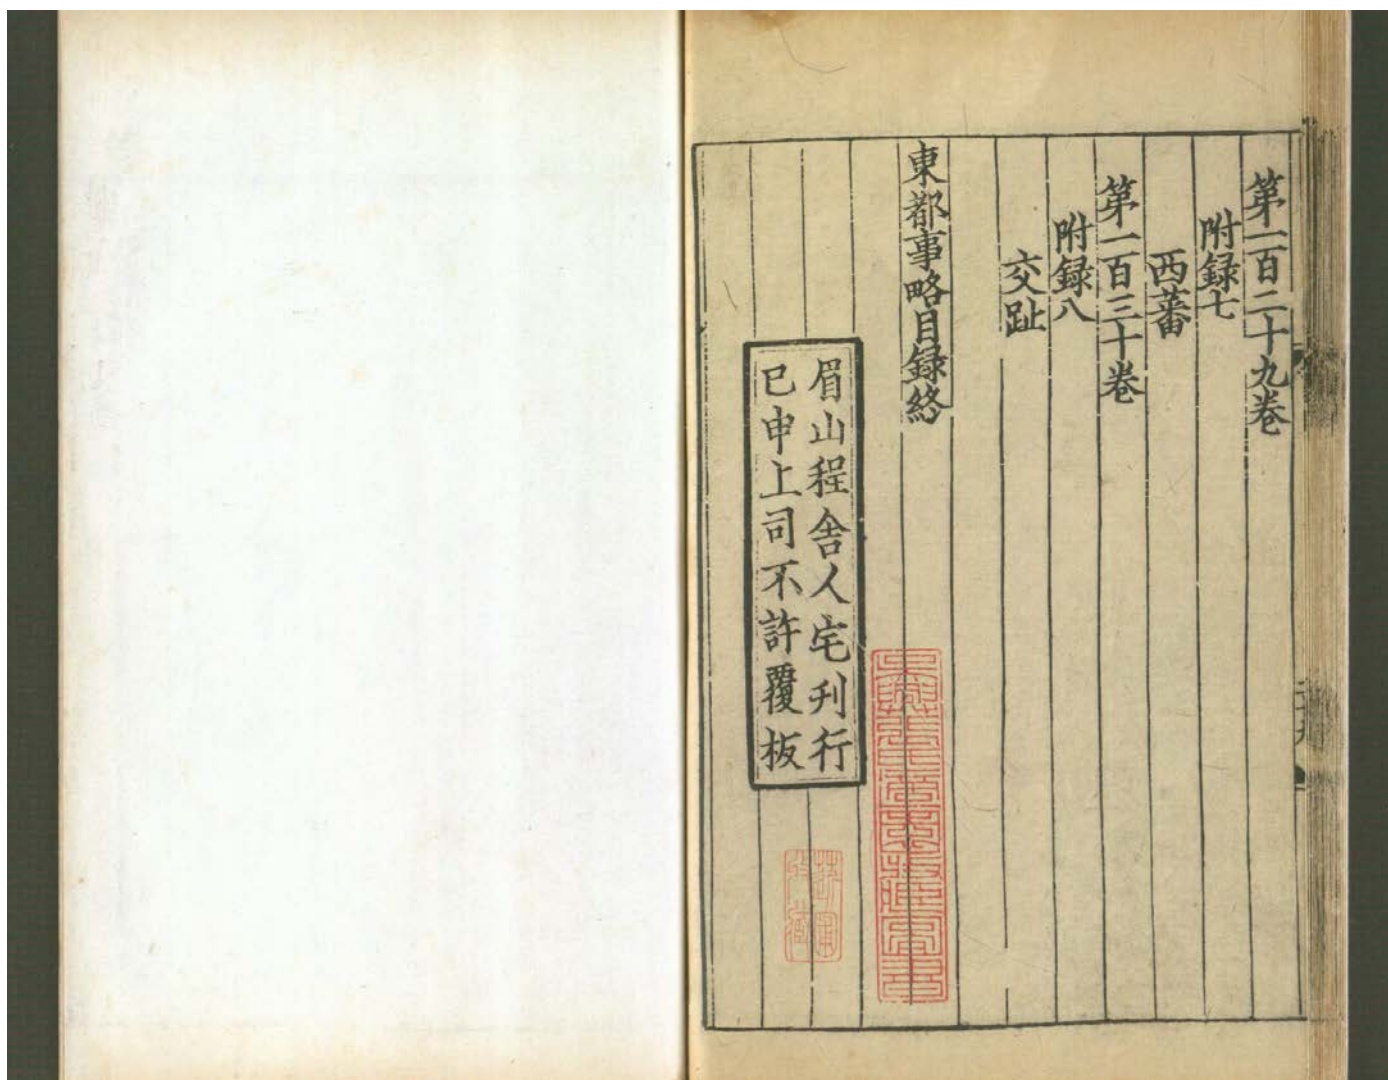 第一百二十九卷
附録七
西蕃
第一百三十卷
附録八
交趾
東都事略目録終
眉山程舎人宅刋行
已申上司不許覆板